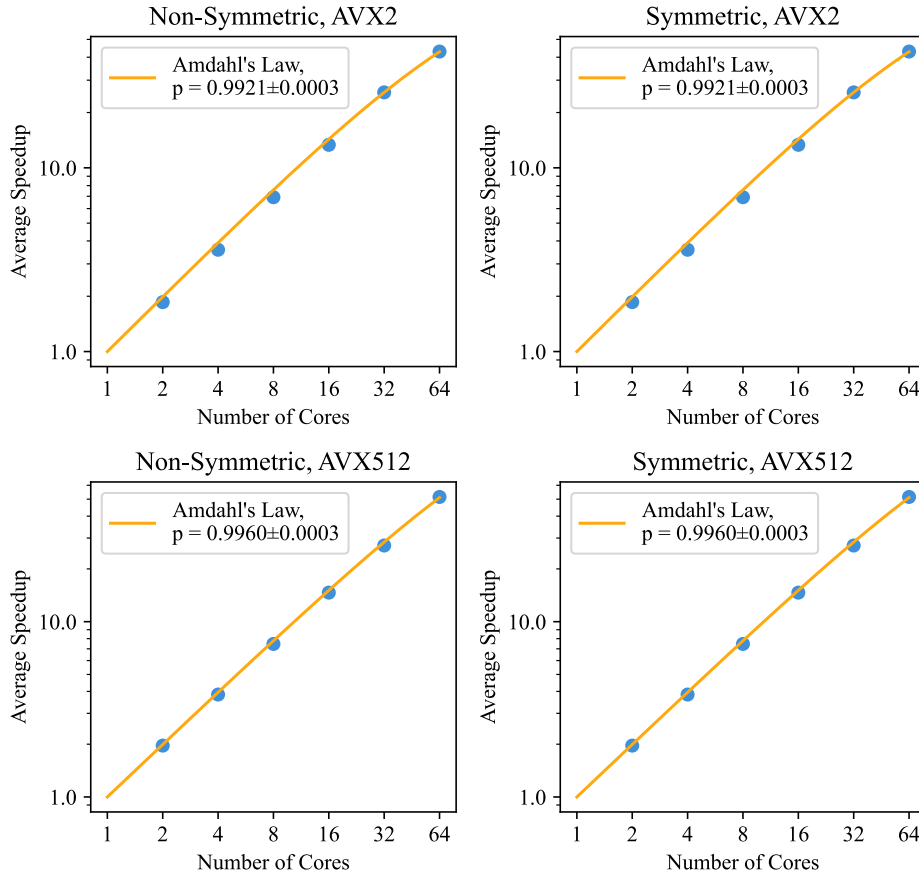 Non-Symmetric, AVX2
Amdahl's Law,
p = 0.9921±0.0003
Average Speedup
10.0
1.0
1 2 4 8 16 32 64
Number of Cores
Symmetric, AVX2
Amdahl's Law,
p = 0.9921±0.0003
Average Speedup
10.0
1.0
1 2 4 8 16 32 64
Number of Cores
Non-Symmetric, AVX512
Amdahl's Law,
p = 0.9960±0.0003
Average Speedup
10.0
1.0
1 2 4 8 16 32 64
Number of Cores
Symmetric, AVX512
Amdahl's Law,
p = 0.9960±0.0003
Average Speedup
10.0
1.0
1 2 4 8 16 32 64
Number of Cores